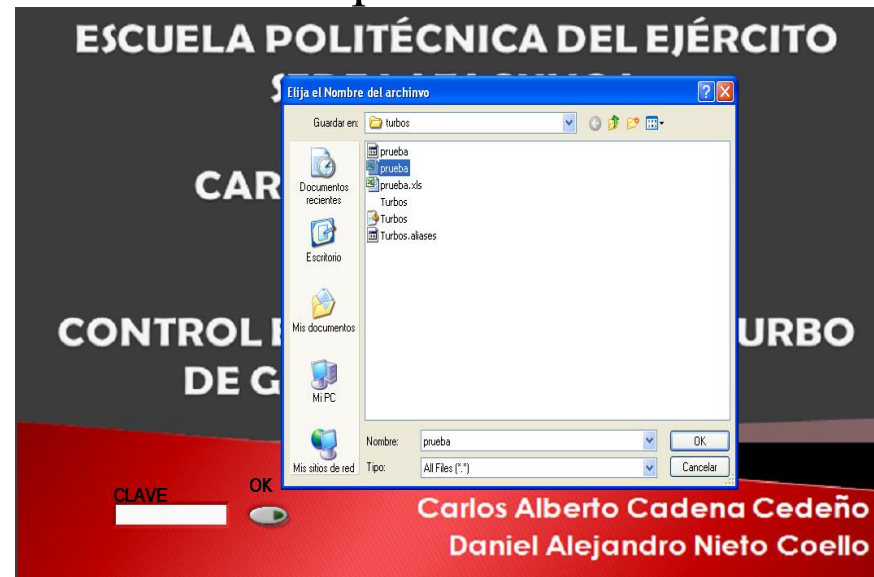 ESCUELA POLITÉCNICA DEL EJÉRCITO
Elija el Nombre del archinvo
Guardar en: turbos
prueba
prueba
prueba.xls
Turbos
Turbos
Turbos.aliases
Documentos recientes
Escritorio
Mis documentos
Mi PC
Mis sitios de red
Nombre: prueba OK
Tipo: All Files (*.*) Cancelar
CAR
CONTROL URBO
DE G
CLAVE OK
Carlos Alberto Cadena Cedeño
Daniel Alejandro Nieto Coello